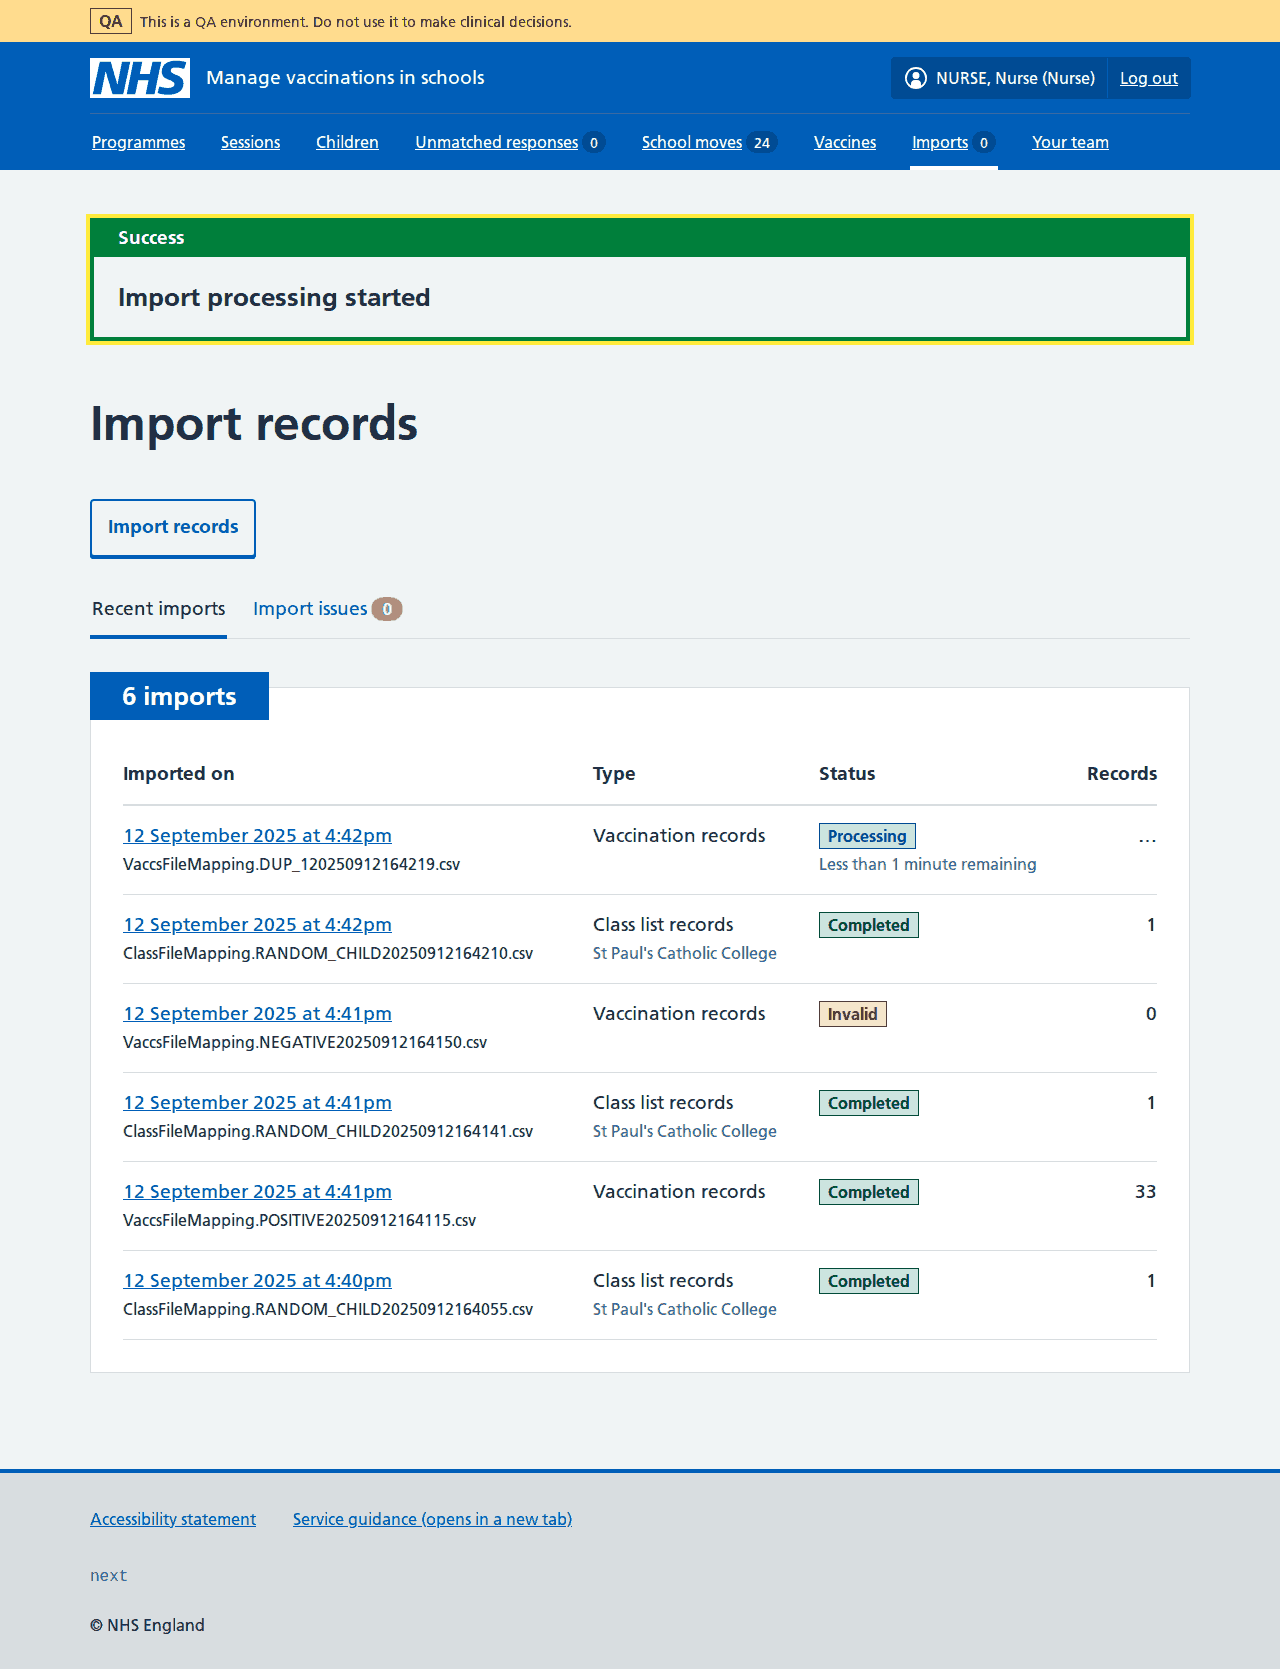 QA This is a QA environment. Do not use it to make clinical decisions.
NHS Manage vaccinations in schools NURSE, Nurse (Nurse) Log out
Programmes Sessions Children Unmatched responses 0 School moves 24 Vaccines Imports 0 Your team
Success
Import processing started
Import records
Import records
Recent imports Import issues 0
6 imports
Imported on Type Status Records
12 September 2025 at 4:42pm Vaccination records Processing ...
VaccsFileMapping.DUP_120250912164219.csv Less than 1 minute remaining
12 September 2025 at 4:42pm Class list records Completed 1
ClassFileMapping.RANDOM_CHILD20250912164210.csv St Paul's Catholic College
12 September 2025 at 4:41pm Vaccination records Invalid 0
VaccsFileMapping.NEGATIVE20250912164150.csv
12 September 2025 at 4:41pm Class list records Completed 1
ClassFileMapping.RANDOM_CHILD20250912164141.csv St Paul's Catholic College
12 September 2025 at 4:41pm Vaccination records Completed 33
VaccsFileMapping.POSITIVE20250912164115.csv
12 September 2025 at 4:40pm Class list records Completed 1
ClassFileMapping.RANDOM_CHILD20250912164055.csv St Paul's Catholic College
Accessibility statement Service guidance (opens in a new tab)
next
© NHS England